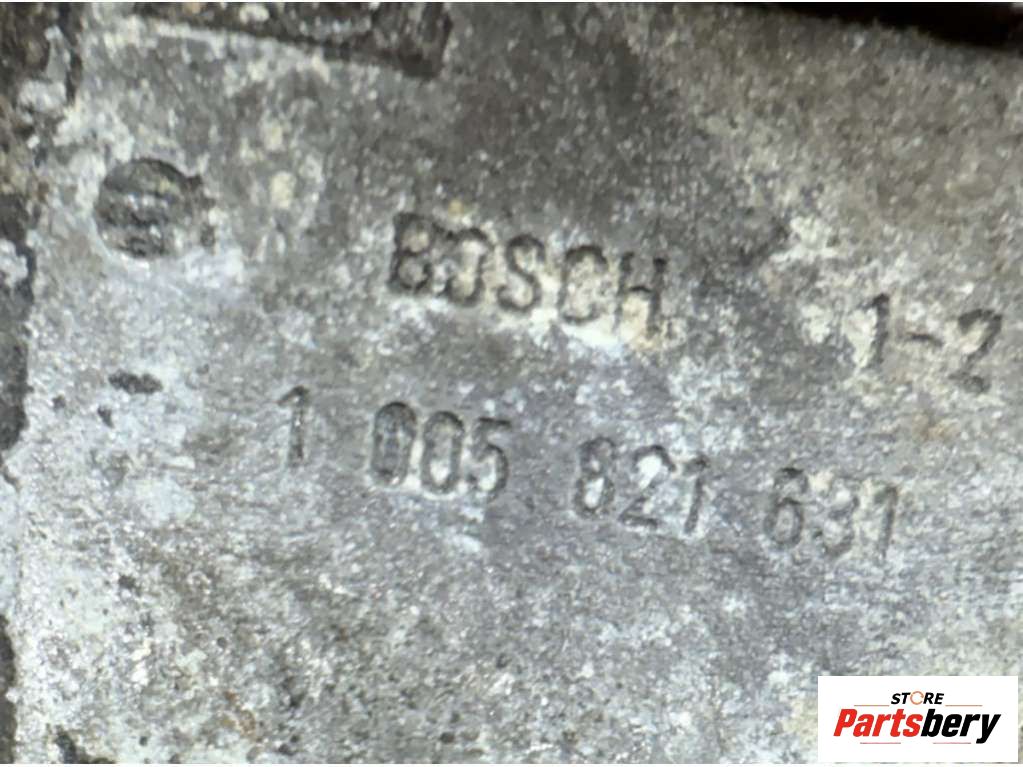 BOSCH 1-2
1 005 821 631
STORE
Partsbery